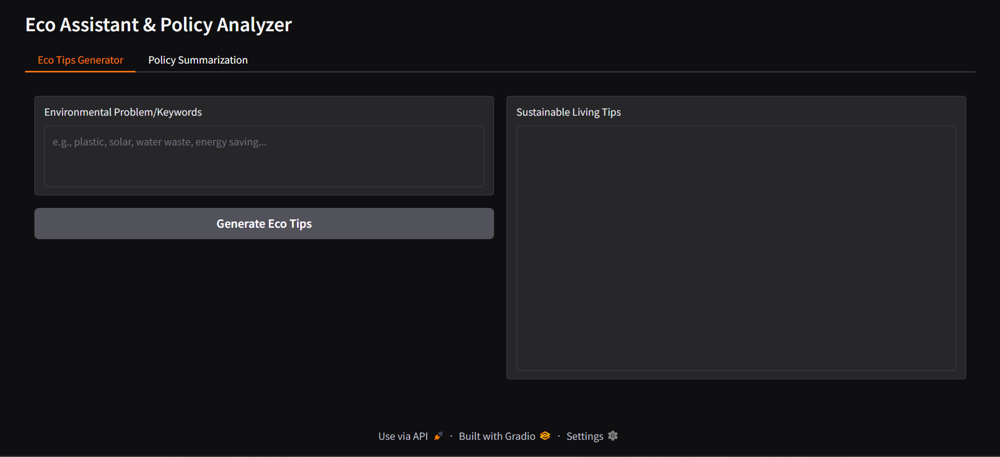 Eco Assistant & Policy Analyzer
Eco Tips Generator
Policy Summarization
Environmental Problem/Keywords
e.g., plastic, solar, water waste, energy saving...
Generate Eco Tips
Sustainable Living Tips
Use via API · Built with Gradio · Settings